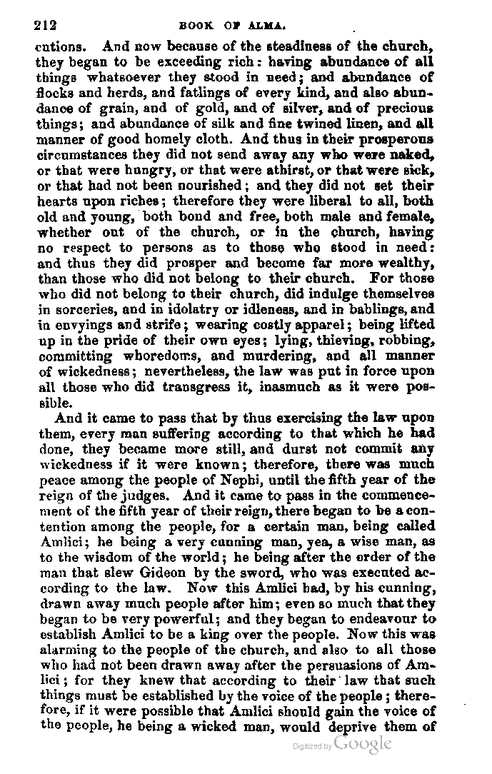 212 BOOK OF ALMA.
cutions. And now because of the steadiness of the church,
they began to be exceeding rich: having abundance of all
things whatsoever they stood in need; and abundance of
flocks and herds, and fatlings of every kind, and also abun-
dance of grain, and of gold, and of silver, and of precious
things; and abundance of silk and fine twined linen, and all
manner of good homely cloth. And thus in their prosperous
circumstances they did not send away any who were naked,
or that were hungry, or that were athirst, or that were sick,
or that had not been nourished; and they did not set their
hearts upon riches; therefore they were liberal to all, both
old and young, both bond and free, both male and female,
whether out of the church, or in the church, having
no respect to persons as to those who stood in need:
and thus they did prosper and become far more wealthy,
than those who did not belong to their church. For those
who did not belong to their church, did indulge themselves
in sorceries, and in idolatry or idleness, and in bablings, and
in envyings and strife; wearing costly apparel; being lifted
up in the pride of their own eyes; lying, thieving, robbing,
committing whoredoms, and murdering, and all manner
of wickedness; nevertheless, the law was put in force upon
all those who did transgress it, inasmuch as it were pos-
sible.
And it came to pass that by thus exercising the law upon
them, every man suffering according to that which he had
done, they became more still, and durst not commit any
wickedness if it were known; therefore, there was much
peace among the people of Nephi, until the fifth year of the
reign of the judges. And it came to pass in the commence-
ment of the fifth year of their reign, there began to be a con-
tention among the people, for a certain man, being called
Amlici; he being a very cunning man, yea, a wise man, as
to the wisdom of the world; he being after the order of the
man that slew Gideon by the sword, who was executed ac-
cording to the law. Now this Amlici had, by his cunning,
drawn away much people after him; even so much that they
began to be very powerful; and they began to endeavour to
establish Amlici to be a king over the people. Now this was
alarming to the people of the church, and also to all those
who had not been drawn away after the persuasions of Am-
lici; for they knew that according to their law that such
things must be established by the voice of the people; there-
fore, if it were possible that Amlici should gain the voice of
the people, he being a wicked man, would deprive them of
Digitized by Google